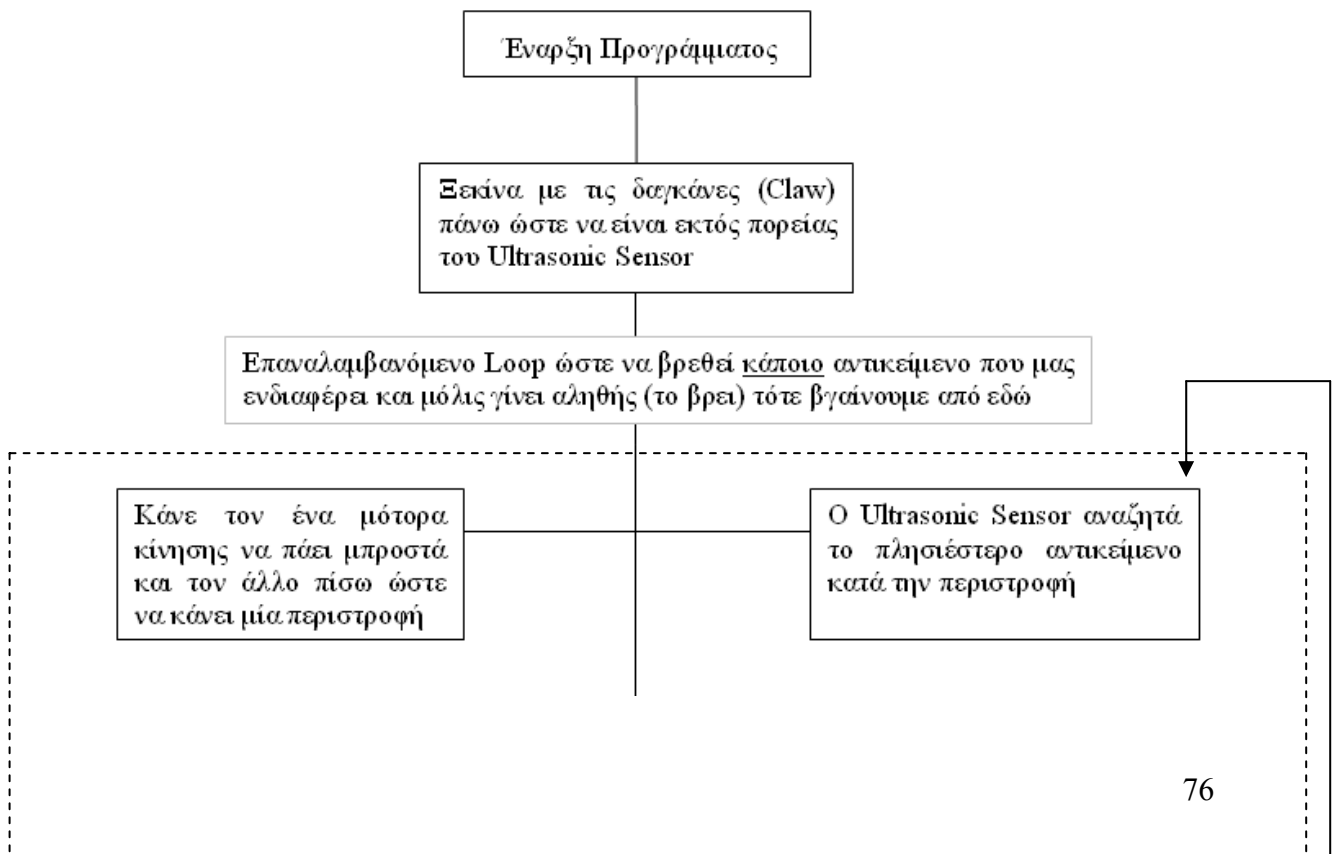 Έναρξη Προγράμματος
Ξεκίνα με τις δαγκάνες (Claw)
πάνω ώστε να είναι εκτός πορείας
του Ultrasonic Sensor
Επαναλαμβανόμενο Loop ώστε να βρεθεί κάποιο αντικείμενο που μας
ενδιαφέρει και μόλις γίνει αληθής (το βρει) τότε βγαίνουμε από εδώ
Κάνε τον ένα μότορα
κίνησης να πάει μπροστά
και τον άλλο πίσω ώστε
να κάνει μία περιστροφή
Ο Ultrasonic Sensor αναζητά
το πλησιέστερο αντικείμενο
κατά την περιστροφή
76